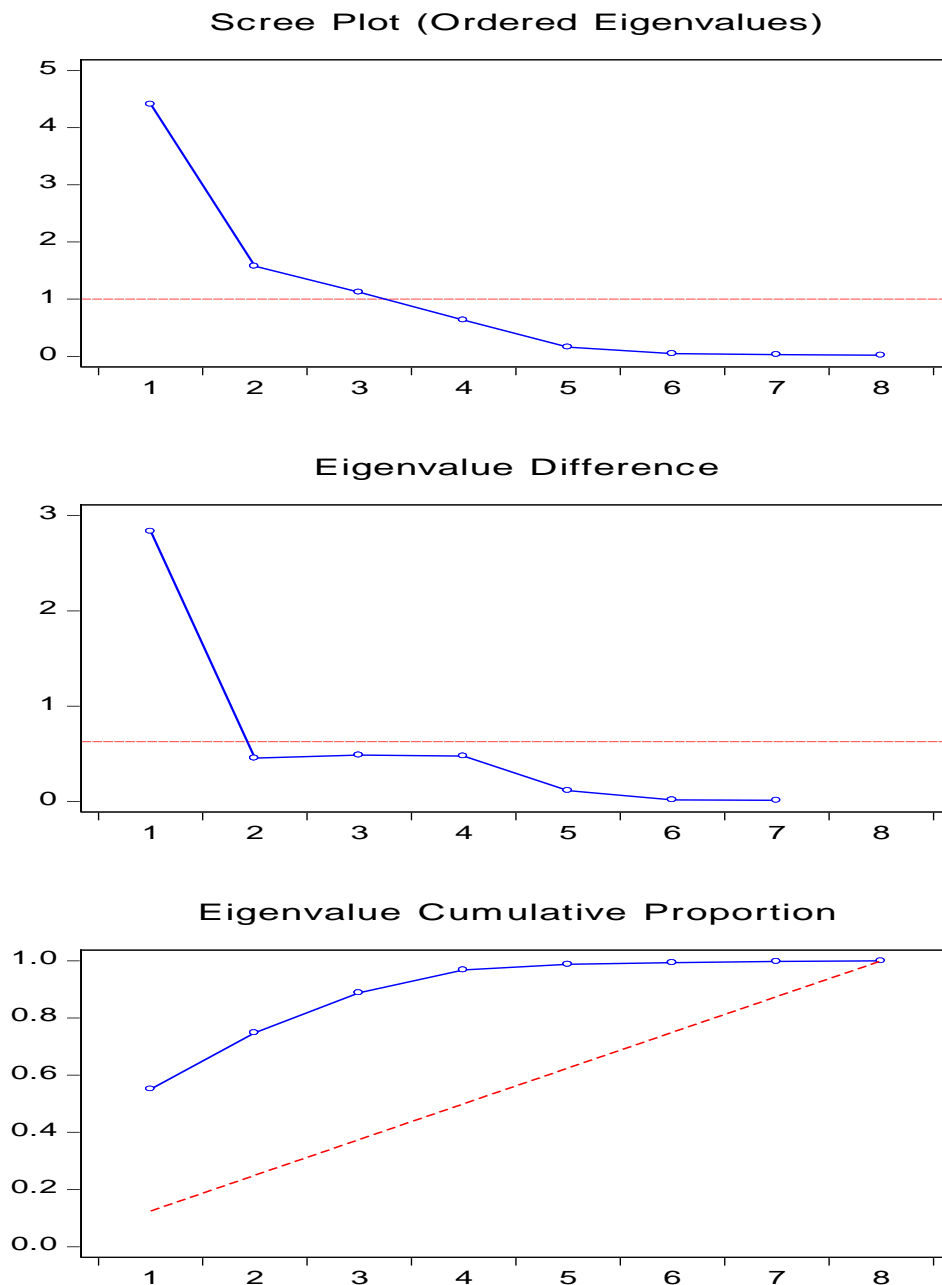 Scree Plot (Ordered Eigenvalues)
5
4
3
2
1
0
1 2 3 4 5 6 7 8
Eigenvalue Difference
3
2
1
0
1 2 3 4 5 6 7 8
Eigenvalue Cumulative Proportion
1.0
0.8
0.6
0.4
0.2
0.0
1 2 3 4 5 6 7 8